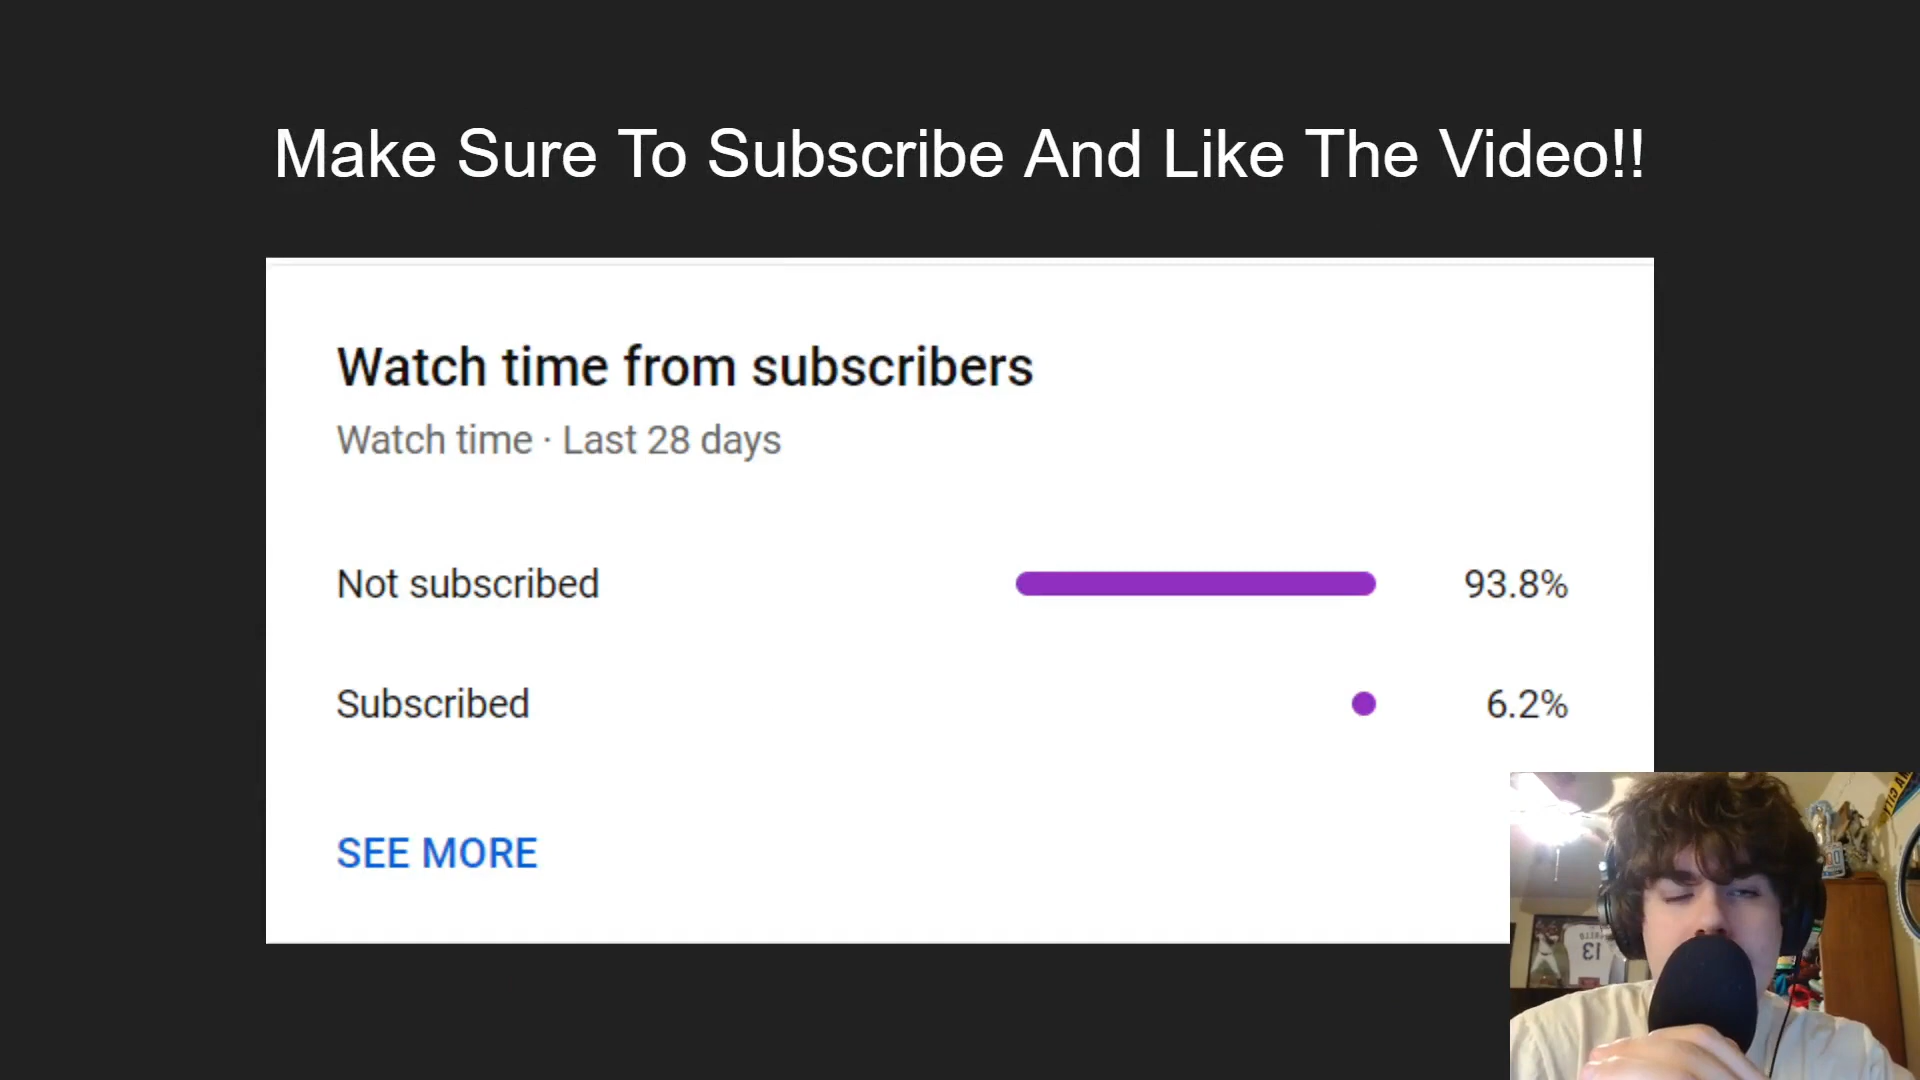 Make Sure To Subscribe And Like The Video!!
Watch time from subscribers
Watch time · Last 28 days
Not subscribed 93.8%
Subscribed 6.2%
SEE MORE
13